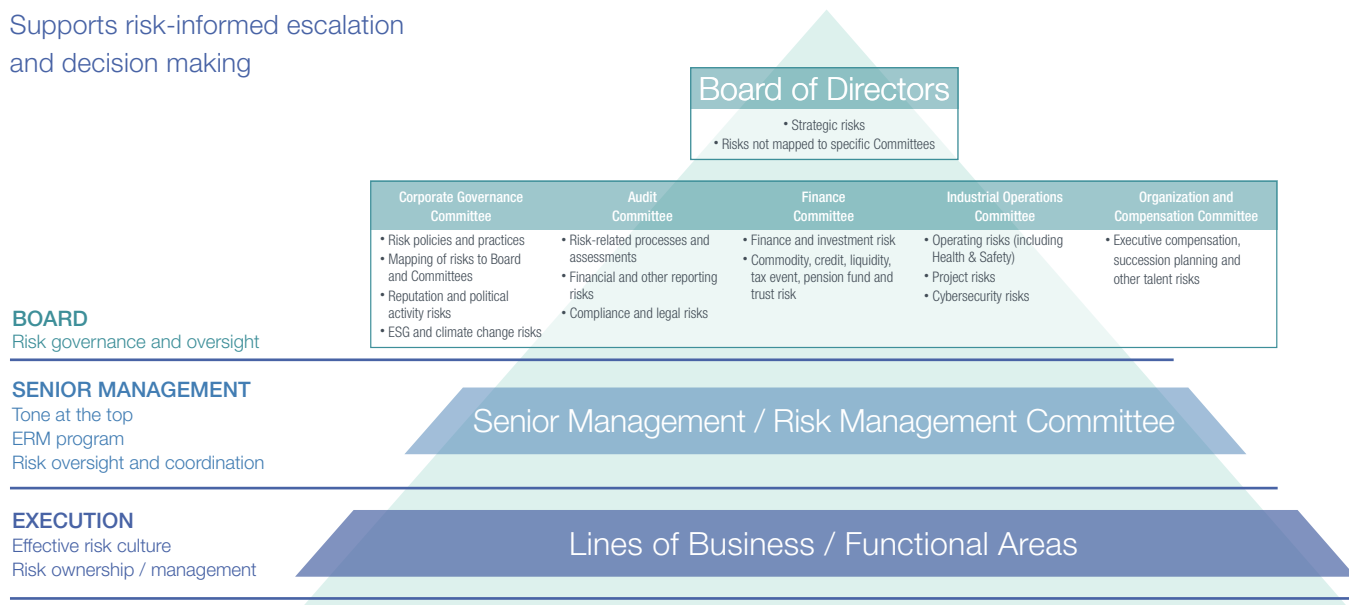 Supports risk-informed escalation
and decision making
Board of Directors
• Strategic risks
• Risks not mapped to specific Committees
Corporate Governance
Committee
• Risk policies and practices
• Mapping of risks to Board
and Committees
• Reputation and political
activity risks
• ESG and climate change risks
Audit
Committee
• Risk-related processes and
assessments
• Financial and other reporting
risks
• Compliance and legal risks
Finance
Committee
• Finance and investment risk
• Commodity, credit, liquidity,
tax event, pension fund and
trust risk
Industrial Operations
Committee
• Operating risks (including
Health & Safety)
• Project risks
• Cybersecurity risks
Organization and
Compensation Committee
• Executive compensation,
succession planning and
other talent risks
BOARD
Risk governance and oversight
SENIOR MANAGEMENT
Tone at the top
ERM program
Risk oversight and coordination
Senior Management / Risk Management Committee
EXECUTION
Effective risk culture
Risk ownership / management
Lines of Business / Functional Areas